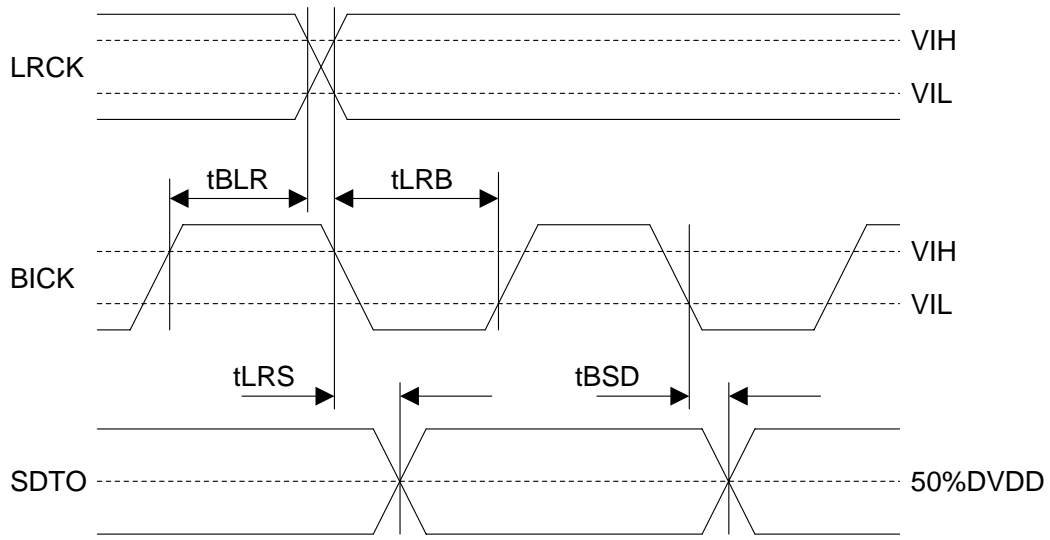 LRCK
VIH
VIL
tBLR
tLRB
BICK
VIH
VIL
tLRS
tBSD
SDTO
50%DVDD